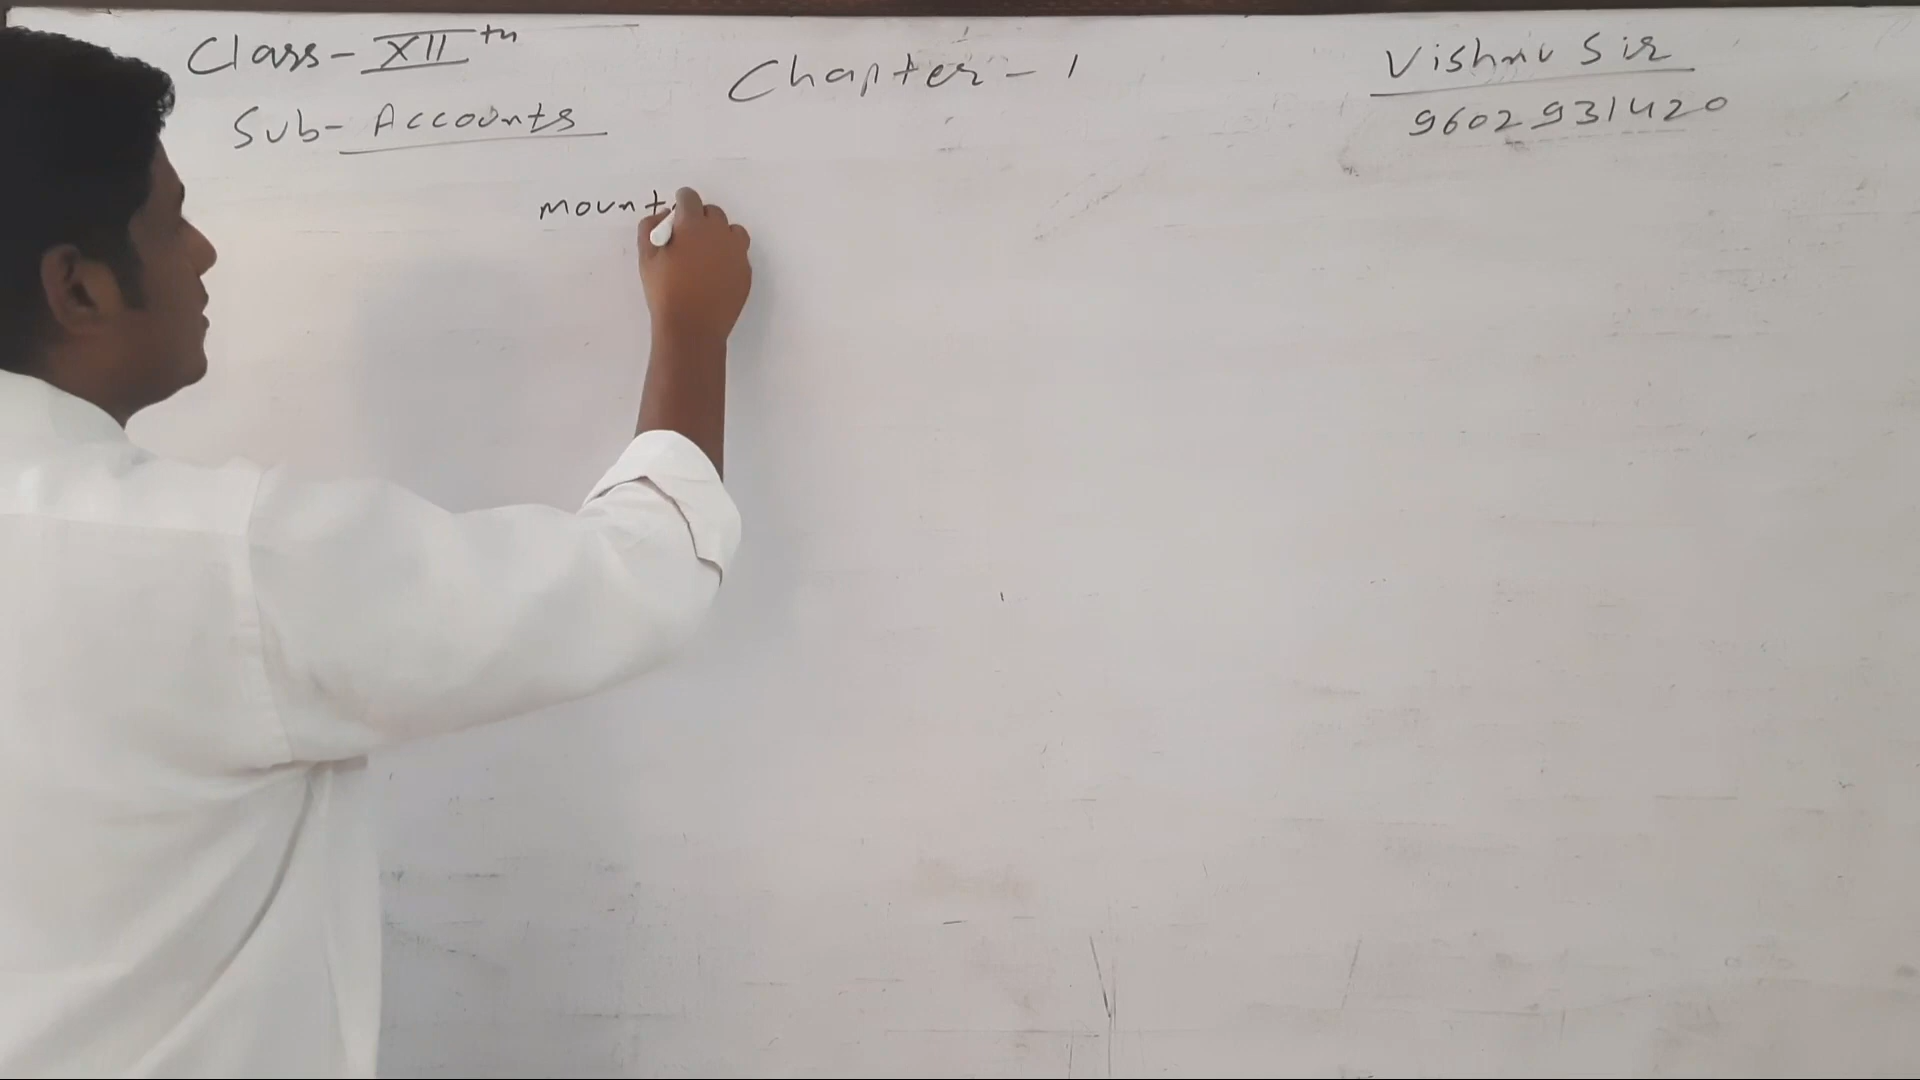 Class - XII th
Sub - Accounts
Chapter - 1
Vishnu Sir
9602931420
mount